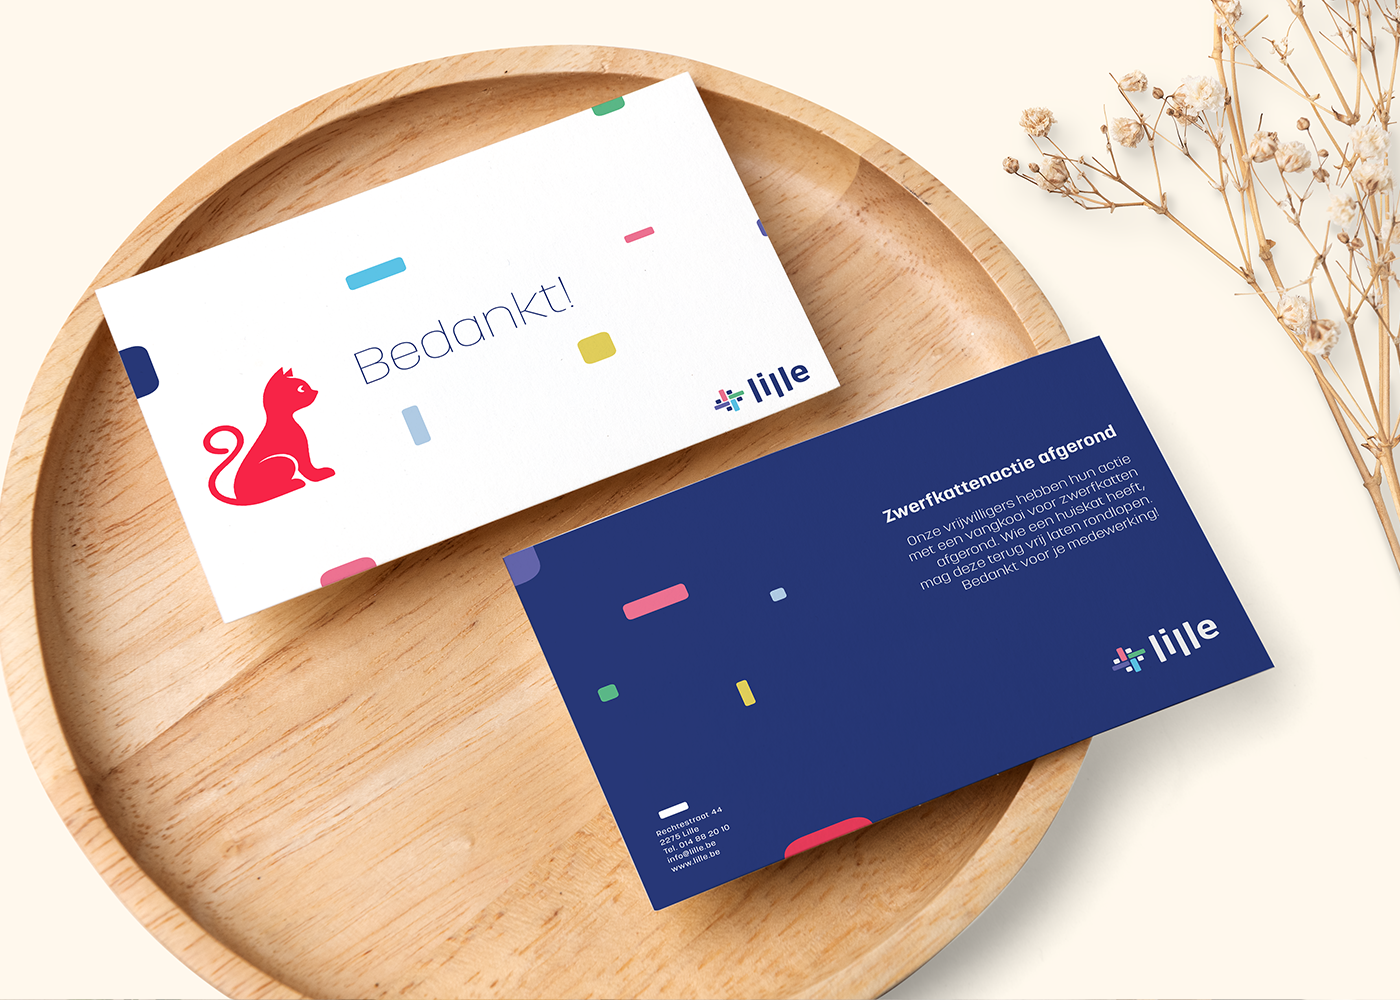 Bedankt!
lille
Zwerfkattenactie afgerond
Onze vrijwilligers hebben hun actie
met een vangkooi voor zwerfkatten
afgerond. Wie een huiskat heeft,
mag deze terug vrij laten rondlopen.
Bedankt voor je medewerking!
lille
Rechtestraat 44
2275 Lille
Tel. 014 88 20 10
info@lille.be
www.lille.be